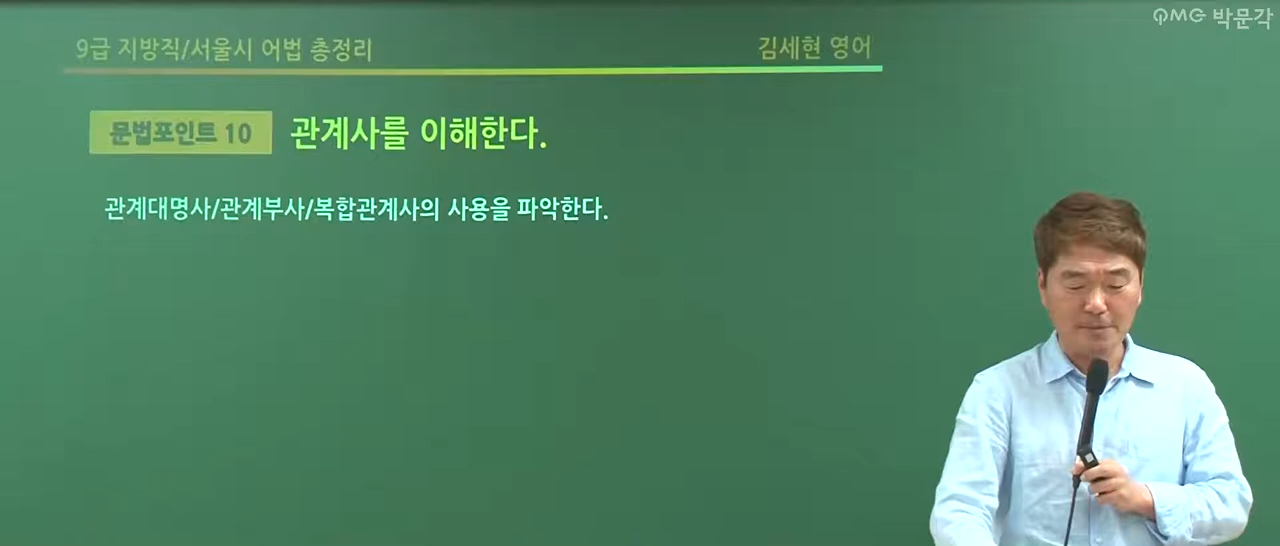 PMG 박문각
9급 지방직/서울시 어법 총정리
김세현 영어
문법포인트 10 관계사를 이해한다.
관계대명사/관계부사/복합관계사의 사용을 파악한다.